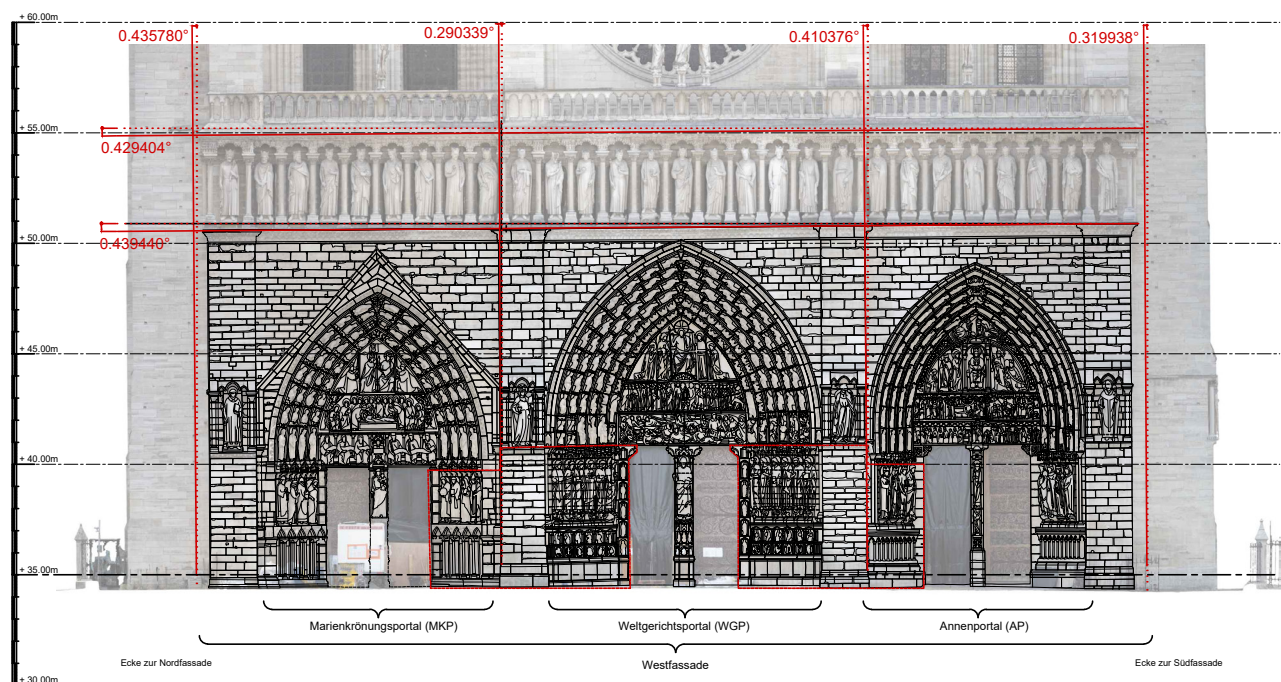 + 60.00m
0.435780°
0.290339°
0.410376°
0.319938°
+ 55.00m
0.429404°
+ 50.00m
0.439440°
+ 45.00m
+ 40.00m
+ 35.00m
Marienkrönungsportal (MKP)
Weltgerichtsportal (WGP)
Annenportal (AP)
Ecke zur Nordfassade
Westfassade
Ecke zur Südfassade
+ 30.00m